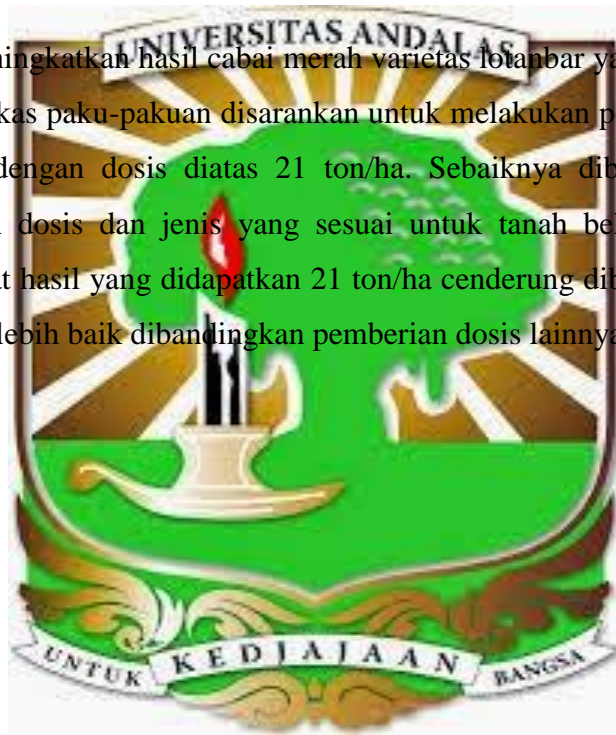 UNIVERSITAS ANDALAS
ningkatkan hasil cabai merah varietas lotanbar ya
kas paku-pakuan disarankan untuk melakukan p
dengan dosis diatas 21 ton/ha. Sebaiknya dib
dosis dan jenis yang sesuai untuk tanah be
at hasil yang didapatkan 21 ton/ha cenderung dib
lebih baik dibandingkan pemberian dosis lainnya
UNTUK KEDJAJAAN BANGSA